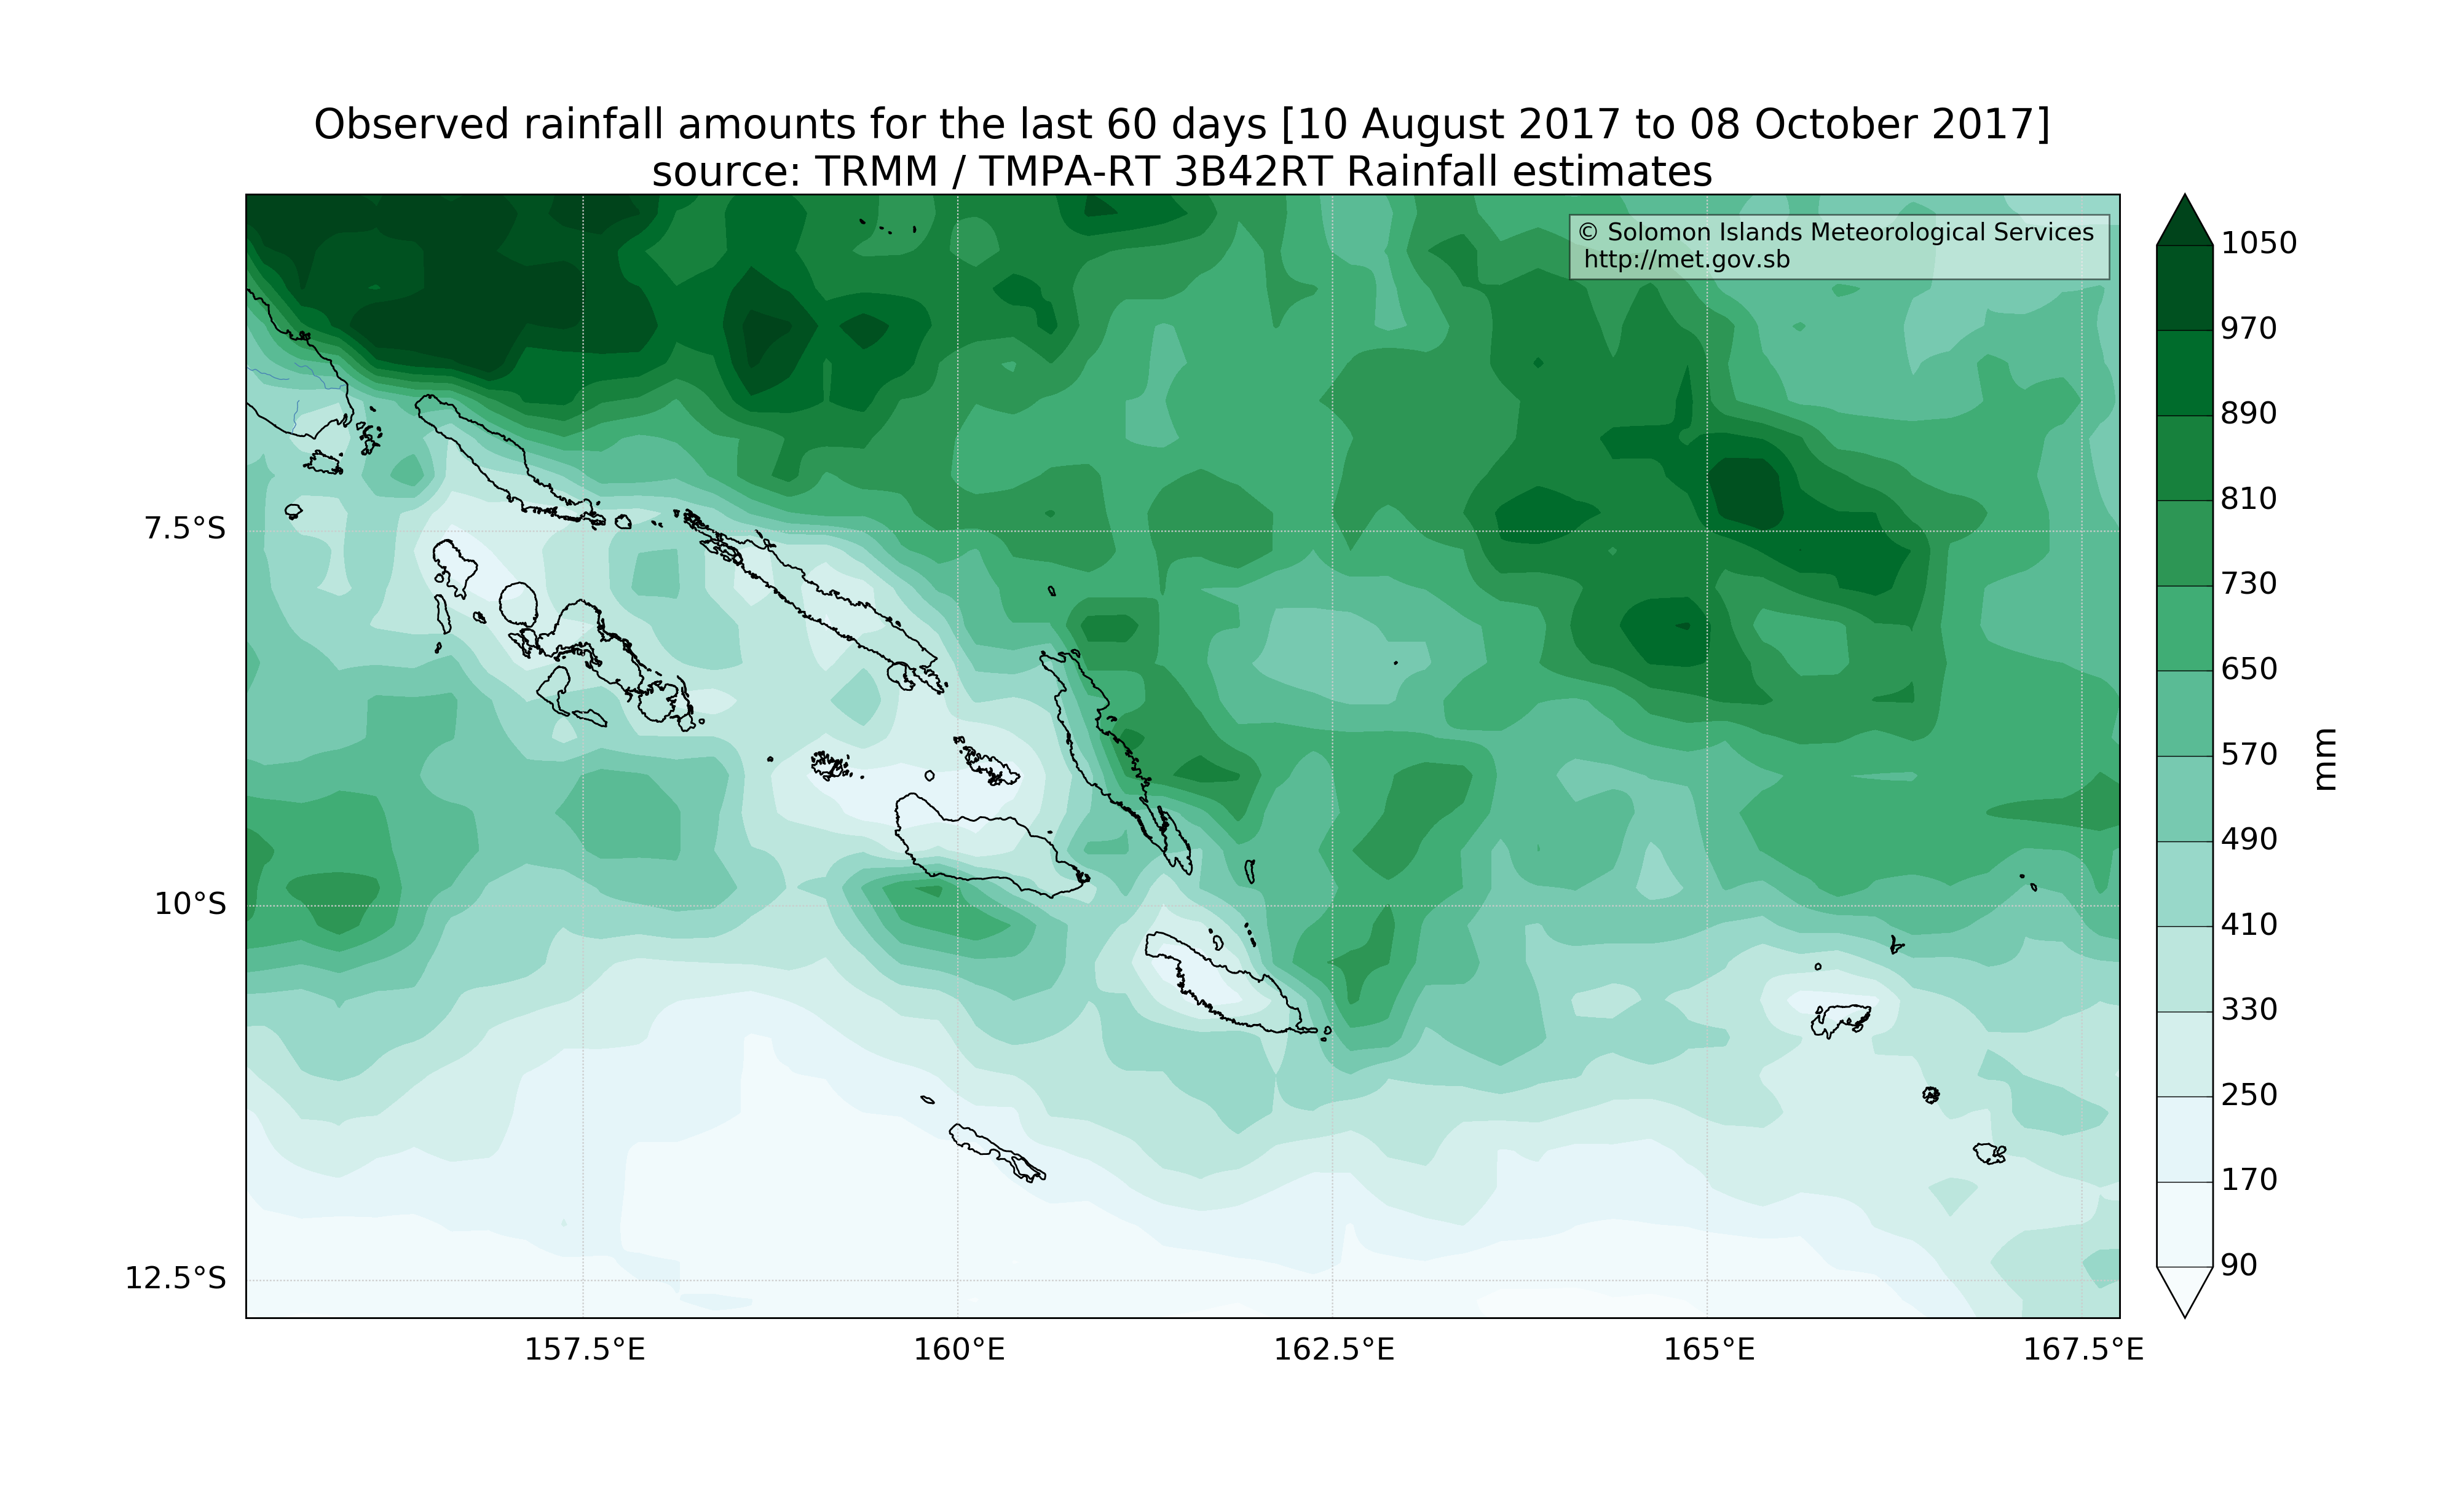 Observed rainfall amounts for the last 60 days [10 August 2017 to 08 October 2017]
source: TRMM / TMPA-RT 3B42RT Rainfall estimates
© Solomon Islands Meteorological Services
http://met.gov.sb
7.5°S
10°S
12.5°S
157.5°E
160°E
162.5°E
165°E
167.5°E
1050
970
890
810
730
650
570
490
410
330
250
170
90
mm